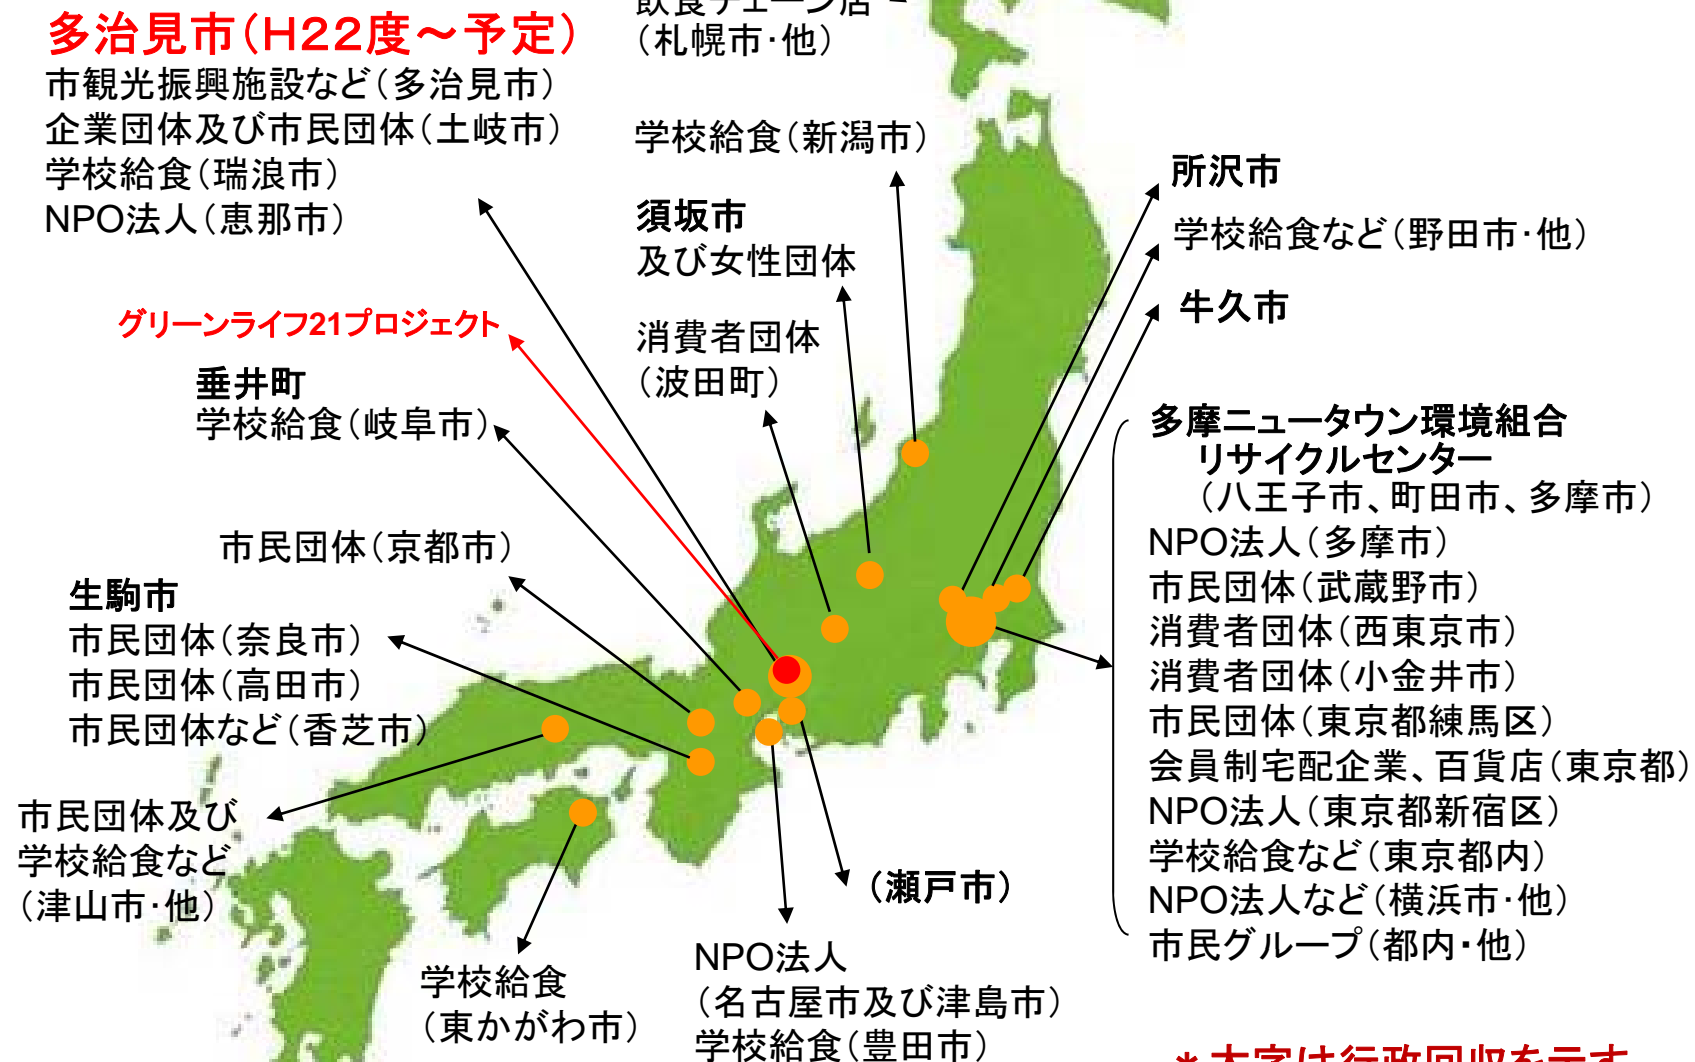 多治見市（H２２度～予定）
市観光振興施設など（多治見市）
企業団体及び市民団体（土岐市）
学校給食（瑞浪市）
NPO法人（恵那市）
飲食チェーン店
（札幌市・他）
学校給食（新潟市）
須坂市
及び女性団体
消費者団体
（波田町）
グリーンライフ21プロジェクト
垂井町
学校給食（岐阜市）
市民団体（京都市）
生駒市
市民団体（奈良市）
市民団体（高田市）
市民団体など（香芝市）
市民団体及び
学校給食など
（津山市・他）
学校給食
（東かがわ市）
NPO法人
（名古屋市及び津島市）
学校給食（豊田市）
（瀬戸市）
所沢市
学校給食など（野田市・他）
牛久市
多摩ニュータウン環境組合
リサイクルセンター
（八王子市、町田市、多摩市）
NPO法人（多摩市）
市民団体（武蔵野市）
消費者団体（西東京市）
消費者団体（小金井市）
市民団体（東京都練馬区）
会員制宅配企業、百貨店（東京都）
NPO法人（東京都新宿区）
学校給食など（東京都内）
NPO法人など（横浜市・他）
市民グループ（都内・他）
＊太字は行政回収を示す